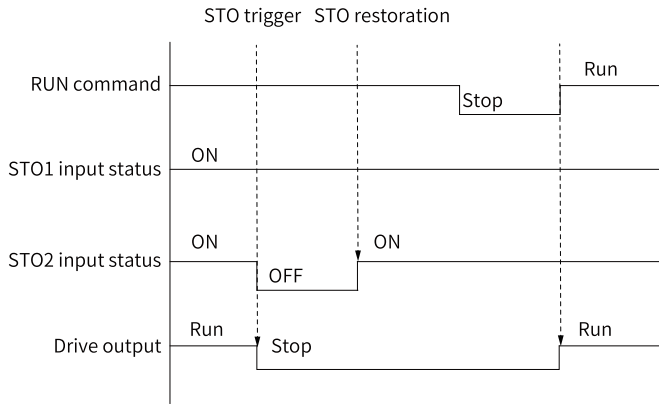 STO trigger STO restoration
RUN command
Stop
Run
STO1 input status
ON
STO2 input status
ON
OFF
ON
Drive output
Run
Stop
Run